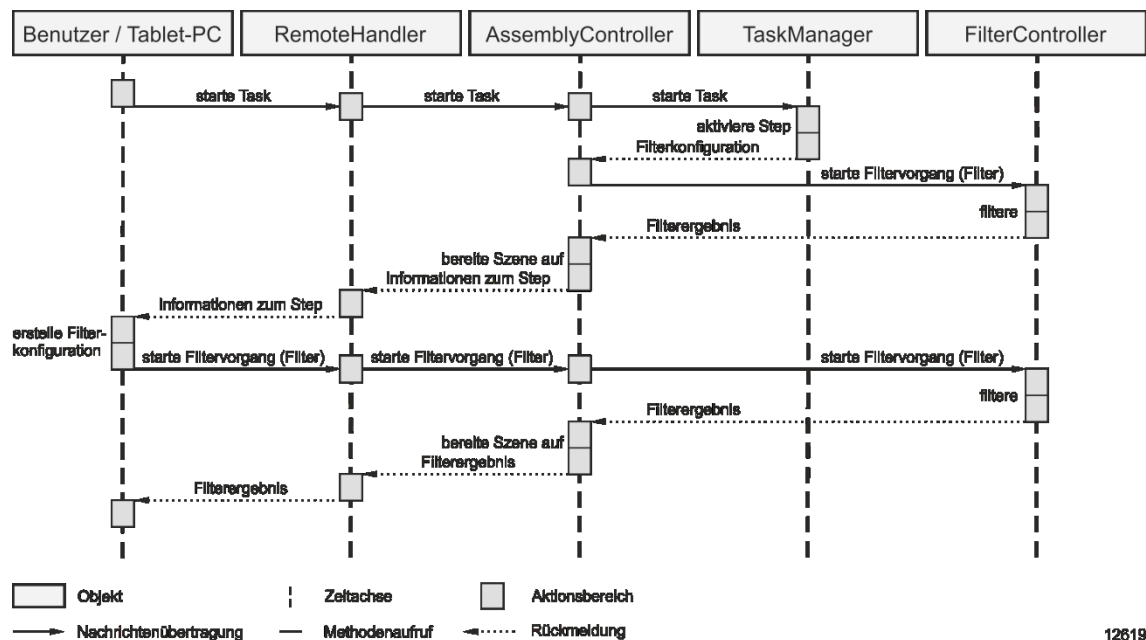 Benutzer / Tablet-PC RemoteHandler AssemblyController TaskManager FilterController
starte Task starte Task starte Task
aktiviere Step
Filterkonfiguration
starte Filtervorgang (Filter)
filtere
Filterergebnis
bereite Szene auf
Informationen zum Step
Informationen zum Step
erstelle Filter-
konfiguration
starte Filtervorgang (Filter) starte Filtervorgang (Filter) starte Filtervorgang (Filter)
filtere
Filterergebnis
bereite Szene auf
Filterergebnis
Filterergebnis
Objekt Zeitachse Aktionsbereich
Nachrichtenübertragung Methodenaufruf Rückmeldung
12619